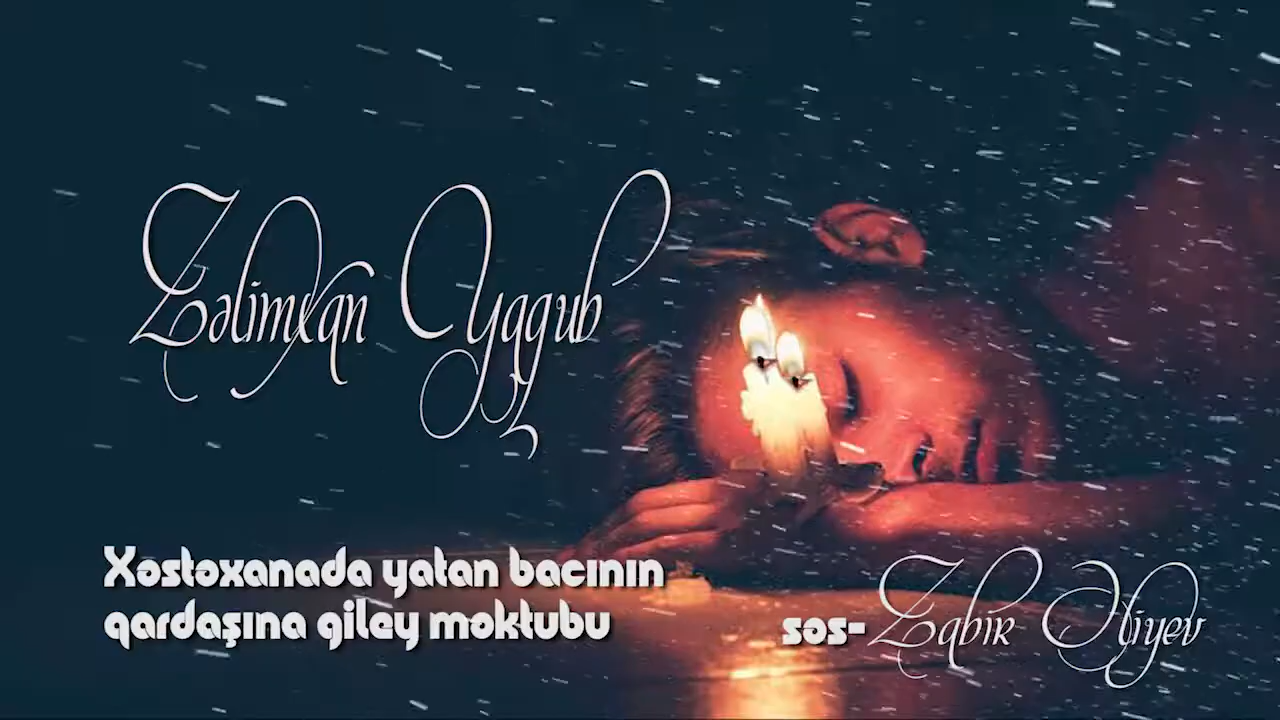 Zəlimxan Yaqub
Xəstəxanada yatan bacının
qardaşına giley məktubu
səs-Zabir Əliyev